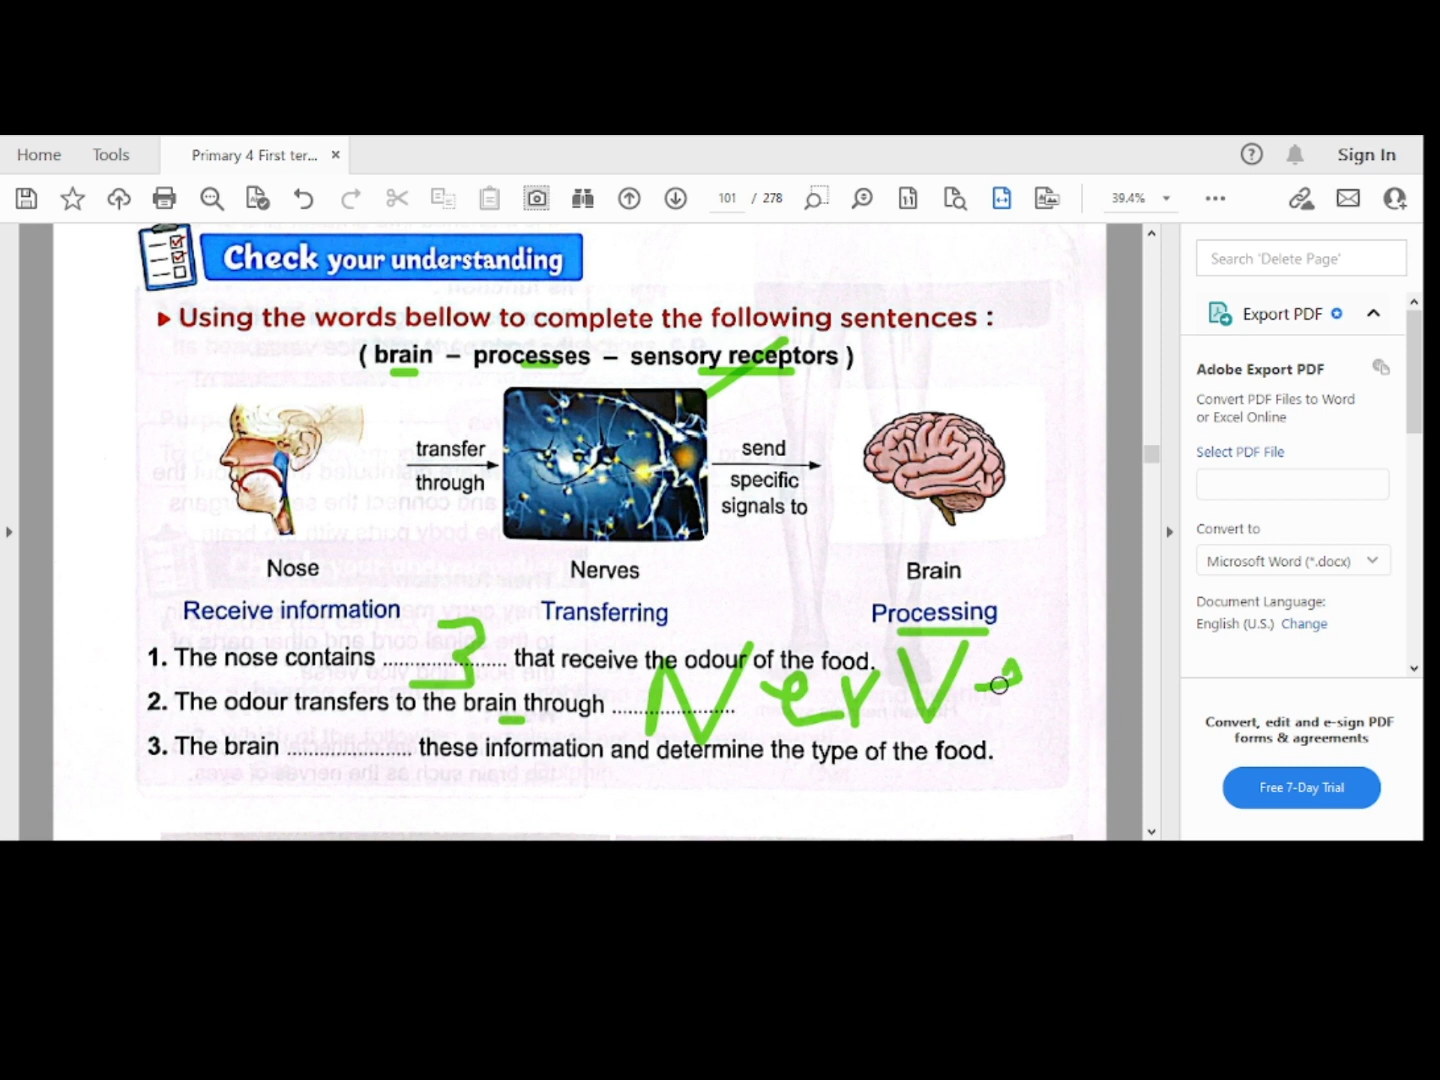 Home Tools Primary 4 First ter... × Sign In
101 / 278 39.4%
Check your understanding
Using the words bellow to complete the following sentences :
( brain – processes – sensory receptors )
transfer through
send specific signals to
Nose Nerves Brain
Receive information Transferring Processing
1. The nose contains ........................ that receive the odour of the food.
3
2. The odour transfers to the brain through ........................
Nerv
3. The brain ........................ these information and determine the type of the food.
Search 'Delete Page'
Export PDF
Adobe Export PDF
Convert PDF Files to Word
or Excel Online
Select PDF File
Convert to
Microsoft Word (*.docx)
Document Language:
English (U.S.) Change
Convert, edit and e-sign PDF
forms & agreements
Free 7-Day Trial